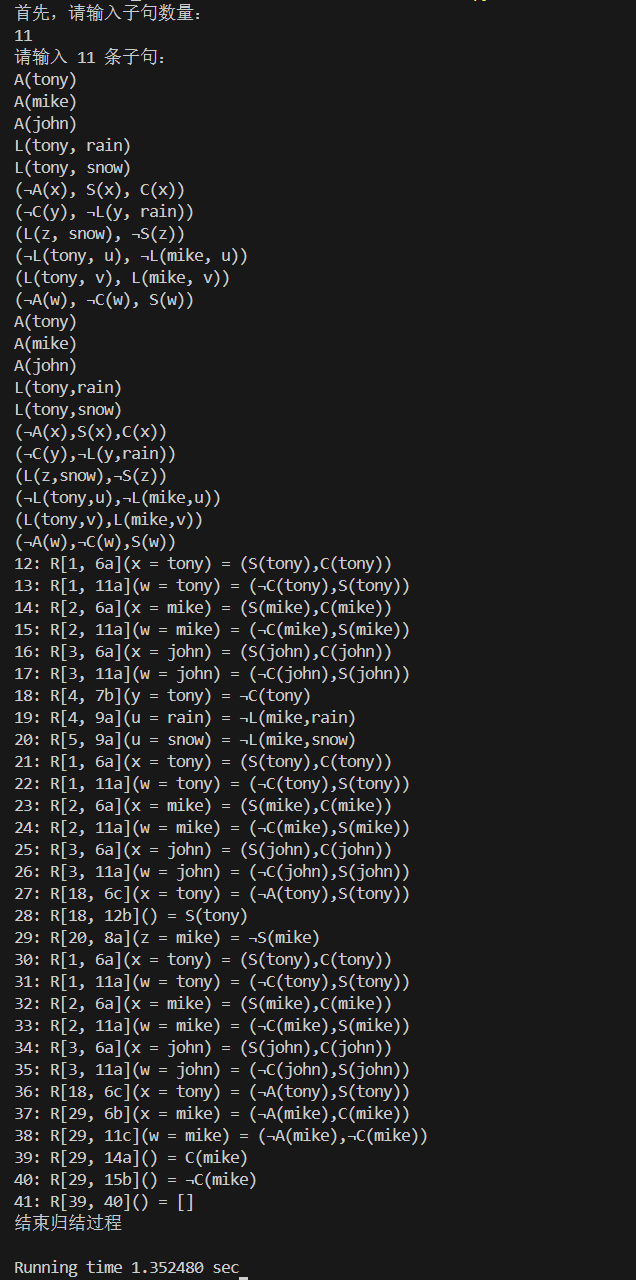 首先，请输入子句数量：
11
请输入 11 条子句：
A(tony)
A(mike)
A(john)
L(tony, rain)
L(tony, snow)
(¬A(x), S(x), C(x))
(¬C(y), ¬L(y, rain))
(L(z, snow), ¬S(z))
(¬L(tony, u), ¬L(mike, u))
(L(tony, v), L(mike, v))
(¬A(w), ¬C(w), S(w))
A(tony)
A(mike)
A(john)
L(tony,rain)
L(tony,snow)
(¬A(x),S(x),C(x))
(¬C(y),¬L(y,rain))
(L(z,snow),¬S(z))
(¬L(tony,u),¬L(mike,u))
(L(tony,v),L(mike,v))
(¬A(w),¬C(w),S(w))
12: R[1, 6a](x = tony) = (S(tony),C(tony))
13: R[1, 11a](w = tony) = (¬C(tony),S(tony))
14: R[2, 6a](x = mike) = (S(mike),C(mike))
15: R[2, 11a](w = mike) = (¬C(mike),S(mike))
16: R[3, 6a](x = john) = (S(john),C(john))
17: R[3, 11a](w = john) = (¬C(john),S(john))
18: R[4, 7b](y = tony) = ¬C(tony)
19: R[4, 9a](u = rain) = ¬L(mike,rain)
20: R[5, 9a](u = snow) = ¬L(mike,snow)
21: R[1, 6a](x = tony) = (S(tony),C(tony))
22: R[1, 11a](w = tony) = (¬C(tony),S(tony))
23: R[2, 6a](x = mike) = (S(mike),C(mike))
24: R[2, 11a](w = mike) = (¬C(mike),S(mike))
25: R[3, 6a](x = john) = (S(john),C(john))
26: R[3, 11a](w = john) = (¬C(john),S(john))
27: R[18, 6c](x = tony) = (¬A(tony),S(tony))
28: R[18, 12b]() = S(tony)
29: R[20, 8a](z = mike) = ¬S(mike)
30: R[1, 6a](x = tony) = (S(tony),C(tony))
31: R[1, 11a](w = tony) = (¬C(tony),S(tony))
32: R[2, 6a](x = mike) = (S(mike),C(mike))
33: R[2, 11a](w = mike) = (¬C(mike),S(mike))
34: R[3, 6a](x = john) = (S(john),C(john))
35: R[3, 11a](w = john) = (¬C(john),S(john))
36: R[18, 6c](x = tony) = (¬A(tony),S(tony))
37: R[29, 6b](x = mike) = (¬A(mike),C(mike))
38: R[29, 11c](w = mike) = (¬A(mike),¬C(mike))
39: R[29, 14a]() = C(mike)
40: R[29, 15b]() = ¬C(mike)
41: R[39, 40]() = []
结束归结过程
Running time 1.352480 sec